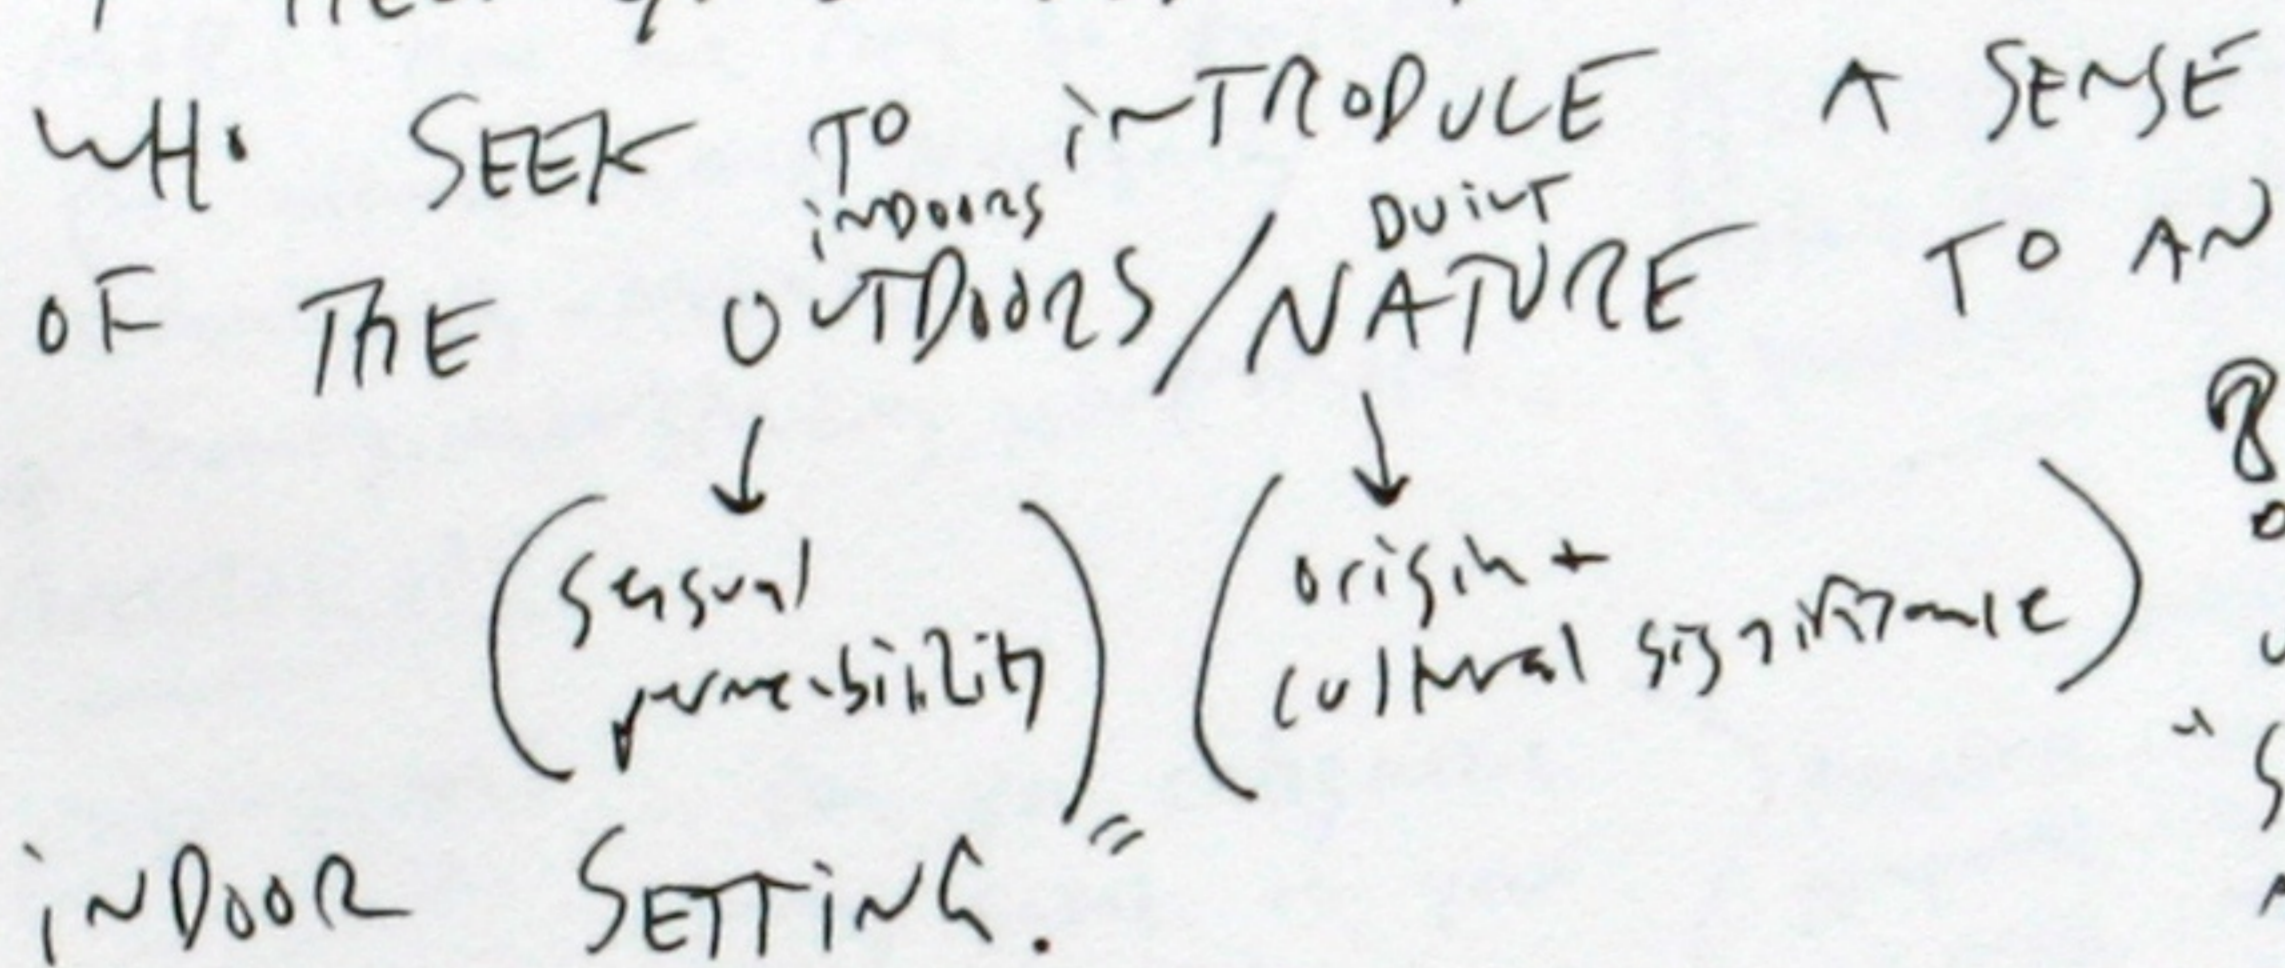 WHO SEEK TO iNTRODUCE A SENSE
iNDOORS BUiLT
OF THE OUTDOORS/NATURE TO AN
↓ ↓
(sensual (origin +
permeability) cultural significance)
iNDOOR SETTiNG."